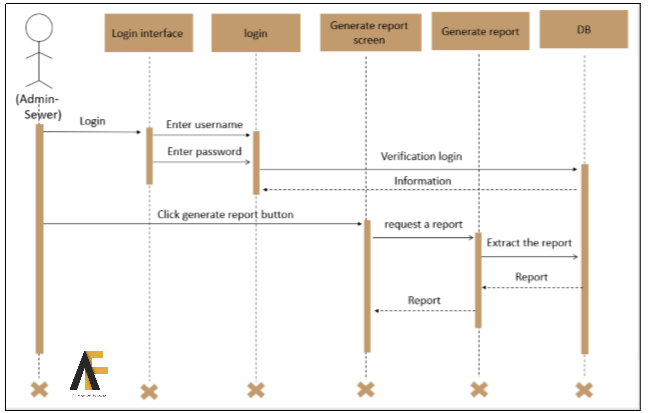 Login interface
login
Generate report
screen
Generate report
DB
(Admin-
Sewer)
Login
Enter username
Enter password
Verification login
Information
Click generate report button
request a report
Extract the report
Report
Report
AF